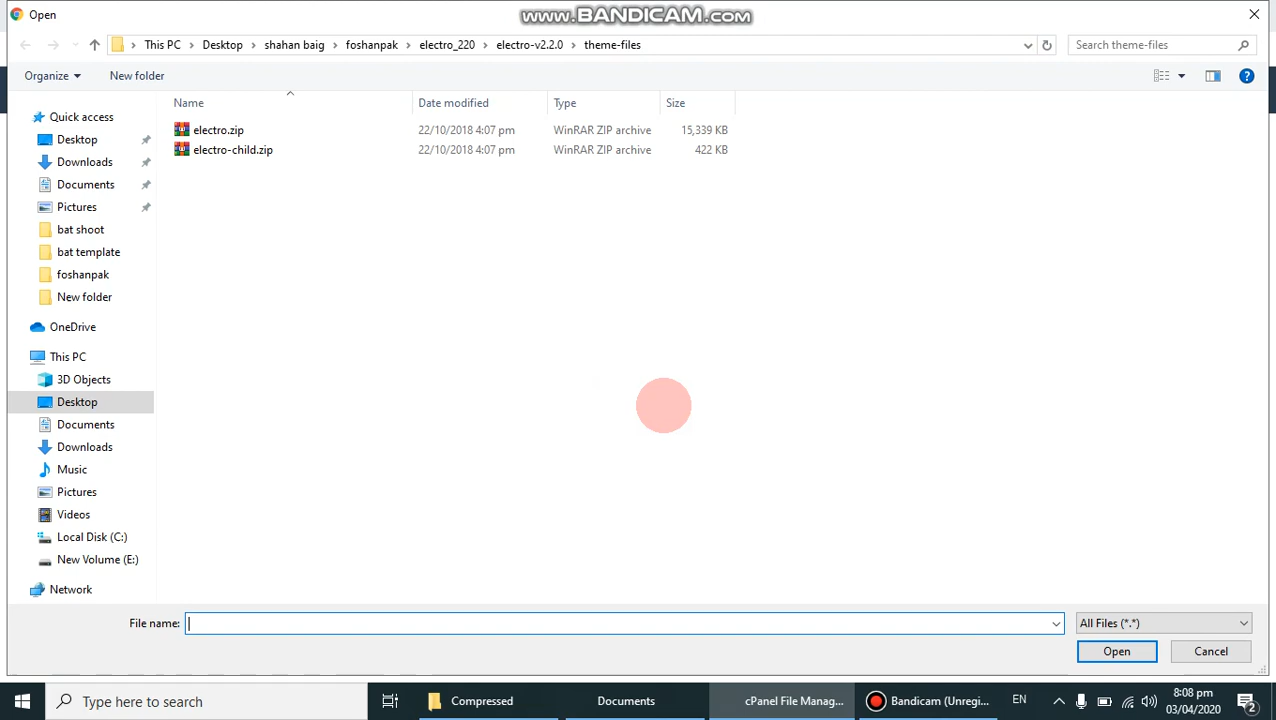 Open
www.BANDICAM.com
This PC > Desktop > shahan baig > foshanpak > electro_220 > electro-v2.2.0 > theme-files
Search theme-files
Organize
New folder
Name Date modified Type Size
electro.zip 22/10/2018 4:07 pm WinRAR ZIP archive 15,339 KB
electro-child.zip 22/10/2018 4:07 pm WinRAR ZIP archive 422 KB
Quick access
Desktop
Downloads
Documents
Pictures
bat shoot
bat template
foshanpak
New folder
OneDrive
This PC
3D Objects
Desktop
Documents
Downloads
Music
Pictures
Videos
Local Disk (C:)
New Volume (E:)
Network
File name:
All Files (*.*)
Open
Cancel
Type here to search
Compressed
Documents
cPanel File Manag...
Bandicam (Unregi...
EN
8:08 pm
03/04/2020
2